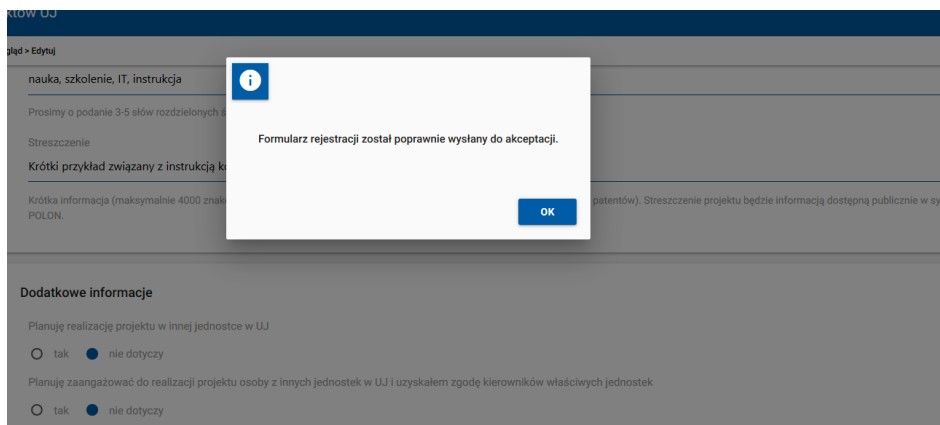 któw UJ
gląd > Edytuj
nauka, szkolenie, IT, instrukcja
Prosimy o podanie 3-5 słów rozdzielonych
Streszczenie
Formularz rejestracji został poprawnie wysłany do akceptacji.
Krótki przykład związany z instrukcją
Krótka informacja (maksymalnie 4000 znak
patentów). Streszczenie projektu będzie informacją dostępną publicznie w sy
POLON.
OK
Dodatkowe informacje
Planuję realizację projektu w innej jednostce w UJ
tak nie dotyczy
Planuję zaangażować do realizacji projektu osoby z innych jednostek w UJ i uzyskałem zgodę kierowników właściwych jednostek
tak nie dotyczy